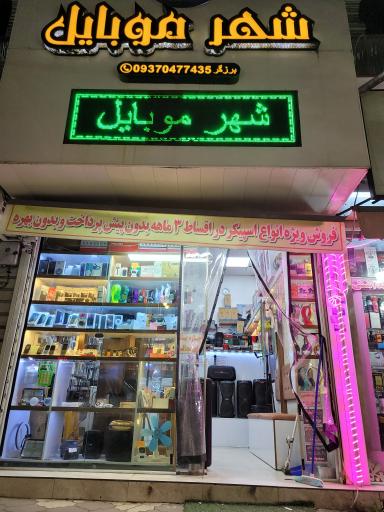 شهر موبایل
برزگر 09370477435
شهر موبایل
فروش ویژه انواع اسپیکر در اقساط ۳ ماهه بدون پیش پرداخت و بدون بهره